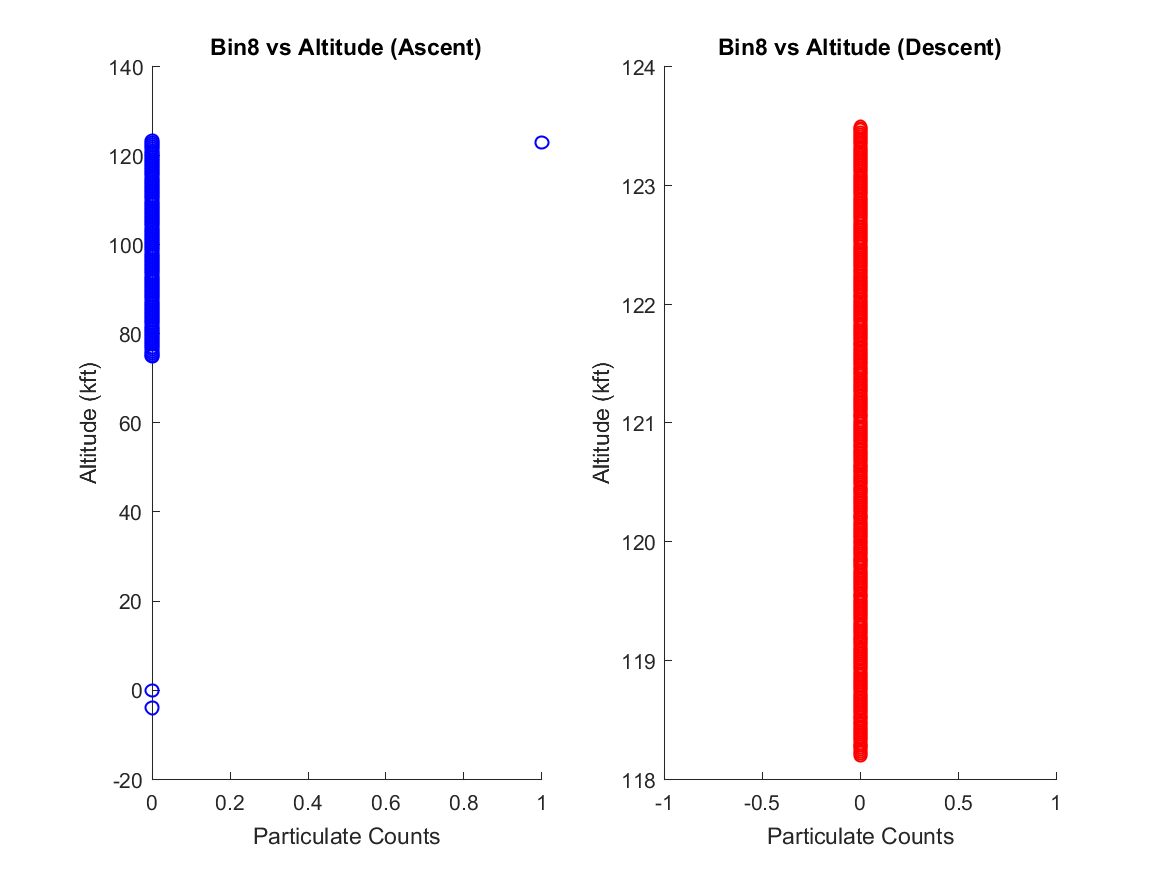 Bin8 vs Altitude (Ascent)
140
120
100
80
60
40
20
0
-20
Altitude (kft)
0 0.2 0.4 0.6 0.8 1
Particulate Counts
Bin8 vs Altitude (Descent)
124
123
122
121
120
119
118
Altitude (kft)
-1 -0.5 0 0.5 1
Particulate Counts